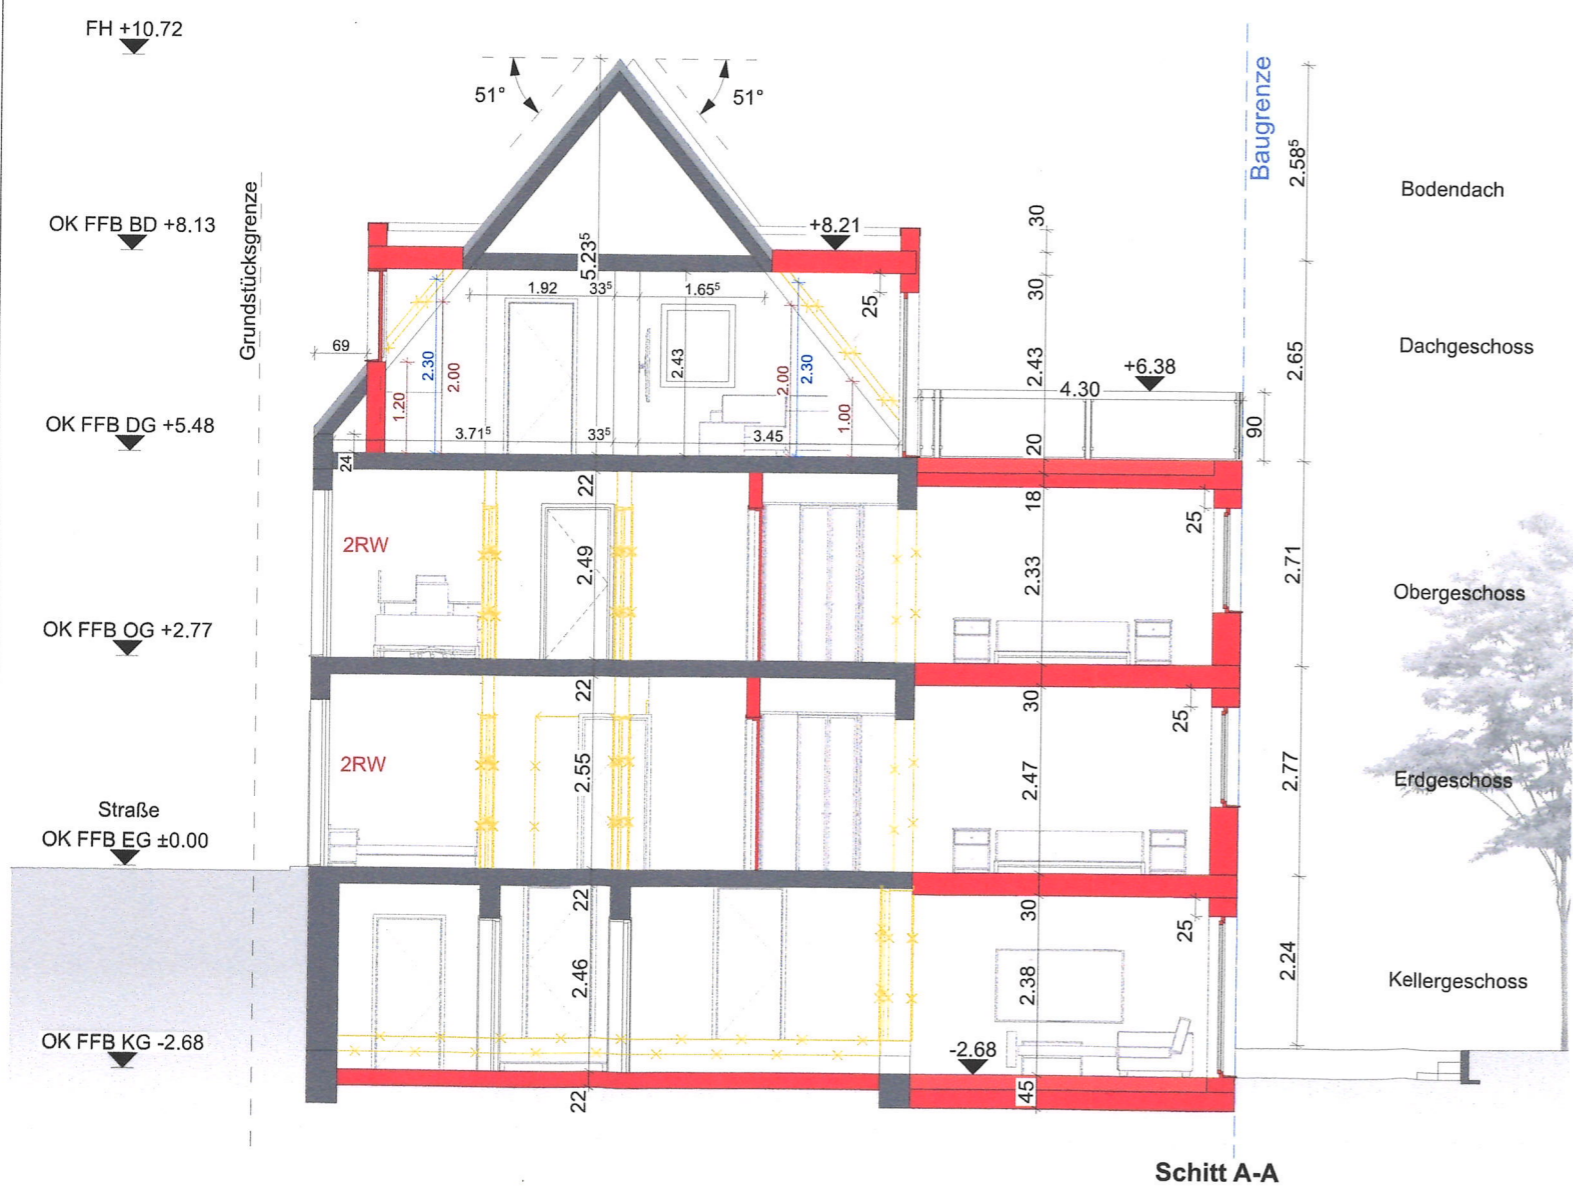 FH +10.72
51°
51°
Baugrenze
2.58⁵
Bodendach
Grundstücksgrenze
OK FFB BD +8.13
+8.21
30
5.23⁵
30
1.92
33⁵
1.65⁵
25
69
2.30
2.00
2.43
2.00
2.30
2.43
2.65
Dachgeschoss
+6.38
4.30
1.20
1.00
90
OK FFB DG +5.48
3.71⁵
33⁵
3.45
20
24
22
18
25
2RW
2.49
2.33
2.71
Obergeschoss
OK FFB OG +2.77
22
30
25
2RW
2.55
2.47
2.77
Erdgeschoss
Straße
OK FFB EG ±0.00
22
30
25
2.24
2.46
2.38
Kellergeschoss
OK FFB KG -2.68
-2.68
22
45
Schitt A-A